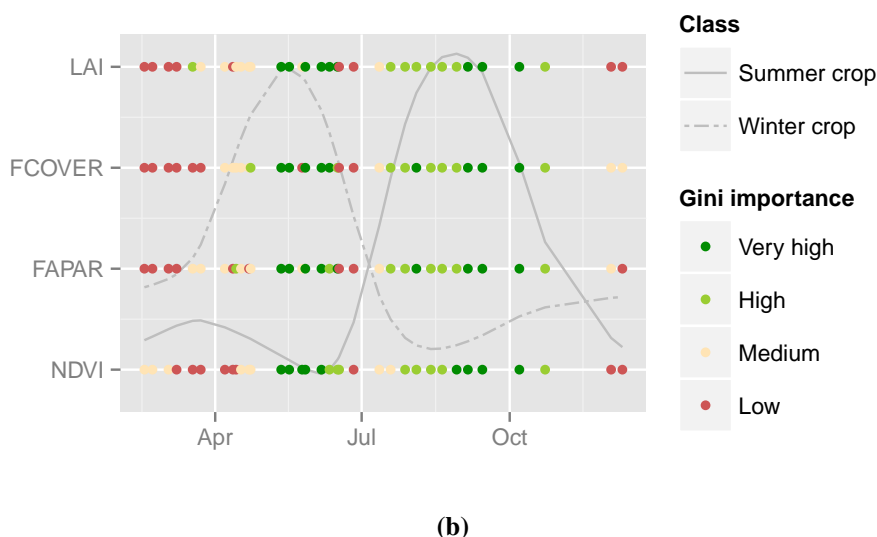 LAI
FCOVER
FAPAR
NDVI
Apr
Jul
Oct
Class
Summer crop
Winter crop
Gini importance
Very high
High
Medium
Low
(b)